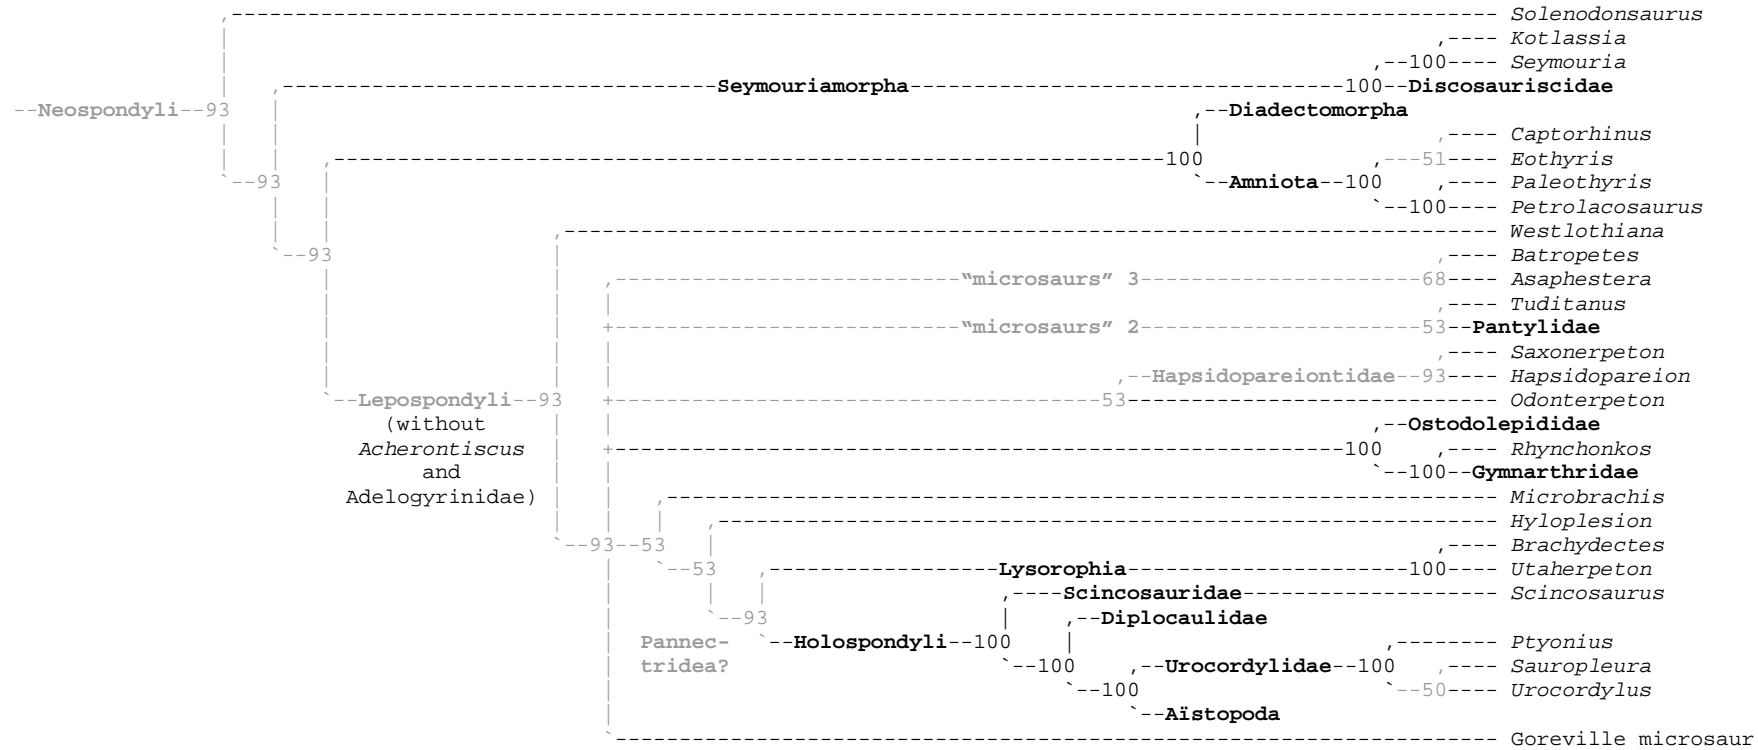 Solenodonsaurus
Kotlassia
100 Seymouria
Seymouriamorpha 100 Discosauriscidae
Neospondyli 93 Diadectomorpha
Captorhinus
100 51 Eothyris
93 Amniota 100 Paleothyris
100 Petrolacosaurus
Westlothiana
93 Batropetes
“microsaurs” 3 68 Asaphestera
Tuditanus
“microsaurs” 2 53 Pantylidae
Saxonerpeton
Hapsidopareiontidae 93 Hapsidopareion
Lepospondyli 93 53 Odonterpeton
(without Ostodolepididae
Acherontiscus 100 Rhynchonkos
and 100 Gymnarthridae
Adelogyrinidae) Microbrachis
Hyloplesion
93 53 Brachydectes
53 Lysorophia 100 Utaherpeton
Scincosauridae Scincosaurus
93 Diplocaulidae
Pannec- Holospondyli 100 Ptyonius
tridea? 100 Urocordylidae 100 Sauropleura
100 50 Urocordylus
Aïstopoda
Goreville microsaur